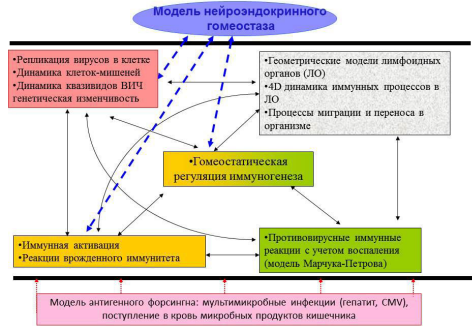 Модель нейроэндокринного
гомеостаза
•Репликация вирусов в клетке
•Динамика клеток-мишеней
•Динамика квазивидов ВИЧ
генетическая изменчивость
•Геометрические модели лимфоидных
органов (ЛО)
•4D динамика иммунных процессов в
ЛО
•Процессы миграции и переноса в
организме
•Гомеостатическая
регуляция иммуногенеза
•Иммунная активация
•Реакции врожденного иммунитета
•Противовирусные иммунные
реакции с учетом воспаления
(модель Марчука-Петрова)
Модель антигенного форсингна: мультимикробные инфекции (гепатит, CMV),
поступление в кровь микробных продуктов кишечника